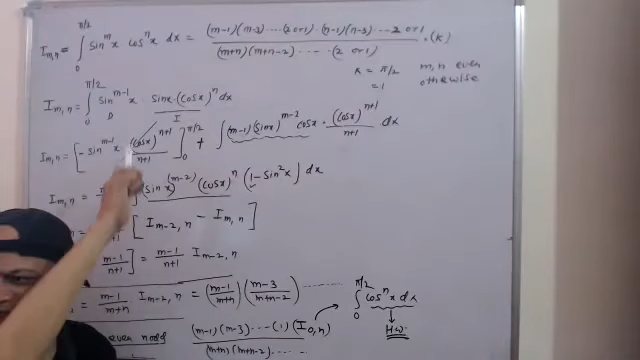 I_{m,n} = ∫_0^{π/2} sin^m x cos^n x dx = (m-1)(m-3)...(2 or 1)·(n-1)(n-3)...2 or 1 / (m+n)(m+n-2)....(2 or 1) ·(K)
K = π/2 m,n even
= 1 otherwise
I_{m,n} = ∫_0^{π/2} sin^{m-1} x · sinx·(cosx)^n dx
D I
I_{m,n} = [-sin^{m-1} x · (cosx)^{n+1} / n+1]_0^{π/2} + ∫ (m-1)(sinx)^{m-2} cosx · (cosx)^{n+1} / n+1 dx
I_{m,n} = (sin x)^{(m-2)} (cosx)^n (1-sin²x) dx
[I_{m-2,n} - I_{m,n}]
m-1 / n+1] = m-1 / n+1 I_{m-2,n}
= m-1 / m+n I_{m-2,n} = (m-1 / m+n)(m-3 / m+n-2) ......
∫_0^{π/2} cos^n x dx
HW.
even (m-1)(m-3)...(1)(I_{0,n}) / (m+n)(m+n-2)....